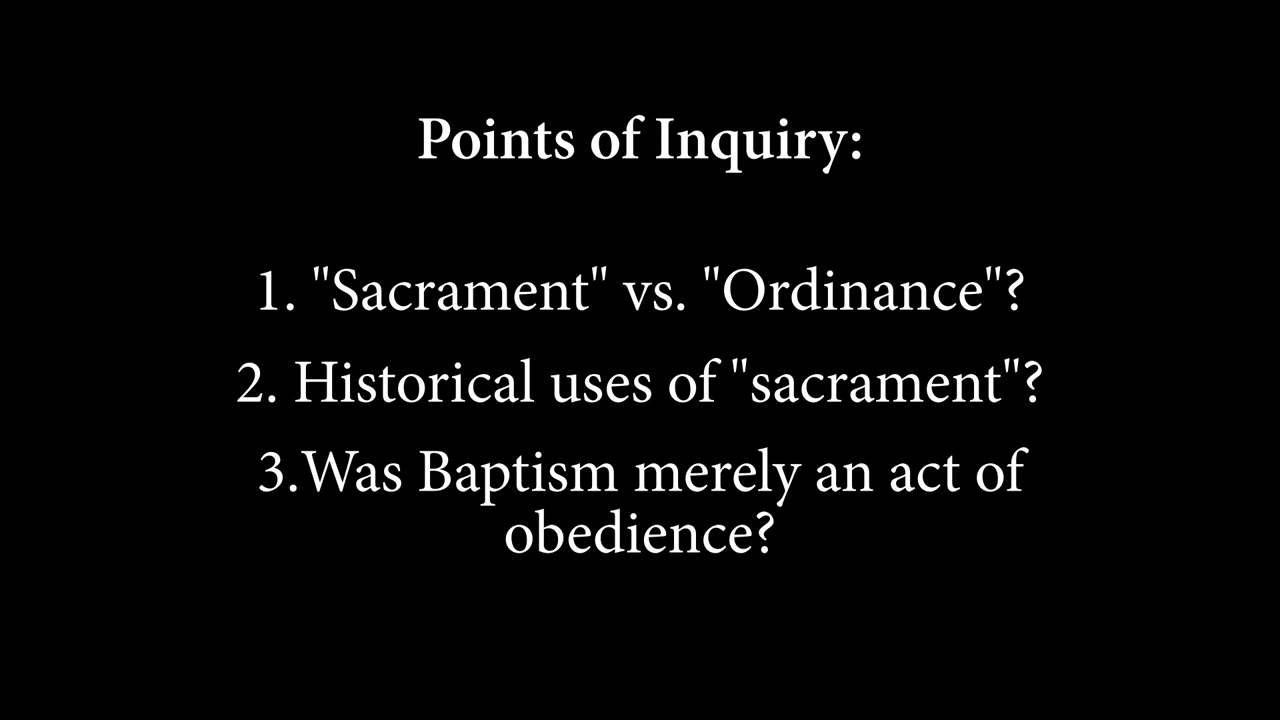 Points of Inquiry:
1. "Sacrament" vs. "Ordinance"?
2. Historical uses of "sacrament"?
3.Was Baptism merely an act of
obedience?